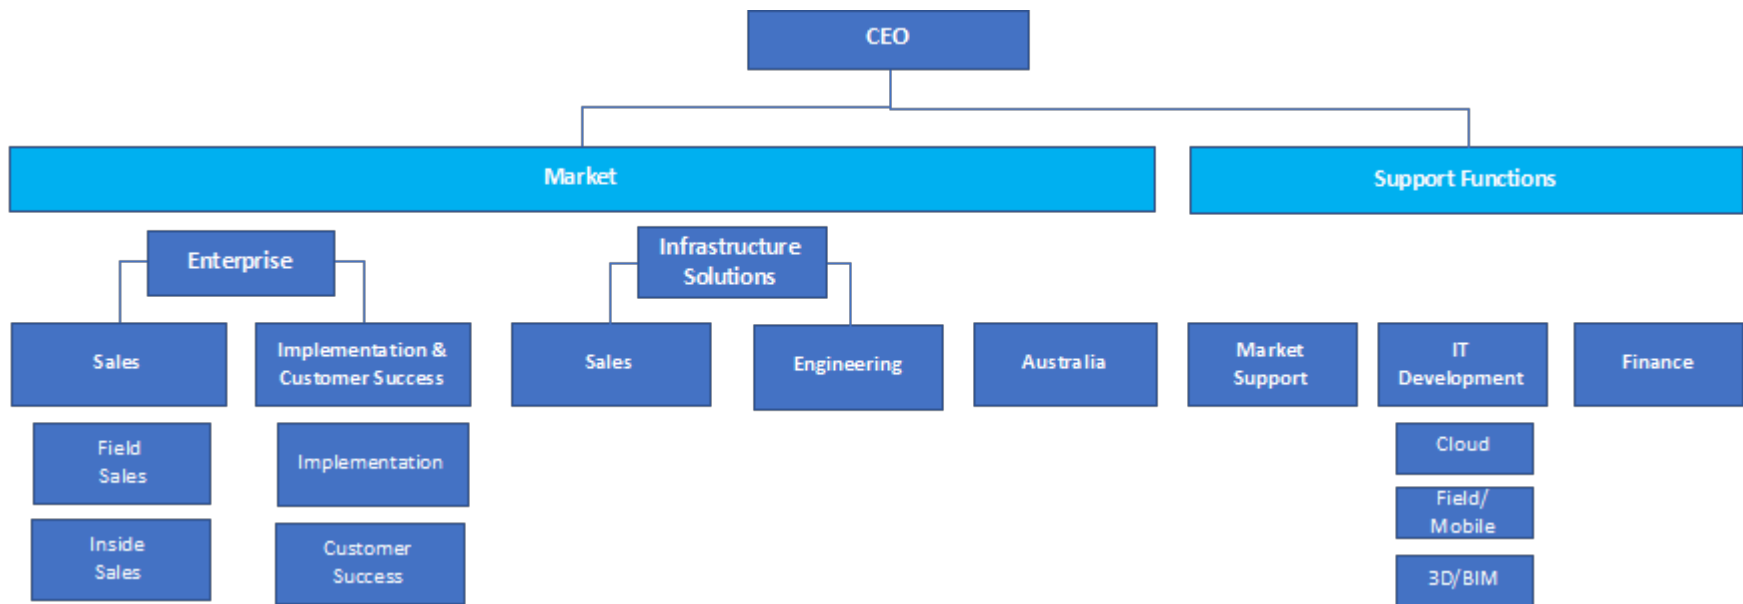 CEO
Market
Support Functions
Enterprise
Infrastructure
Solutions
Sales
Implementation &
Customer Success
Sales
Engineering
Australia
Market
Support
IT
Development
Finance
Field
Sales
Implementation
Cloud
Field/
Mobile
Inside
Sales
Customer
Success
3D/BIM